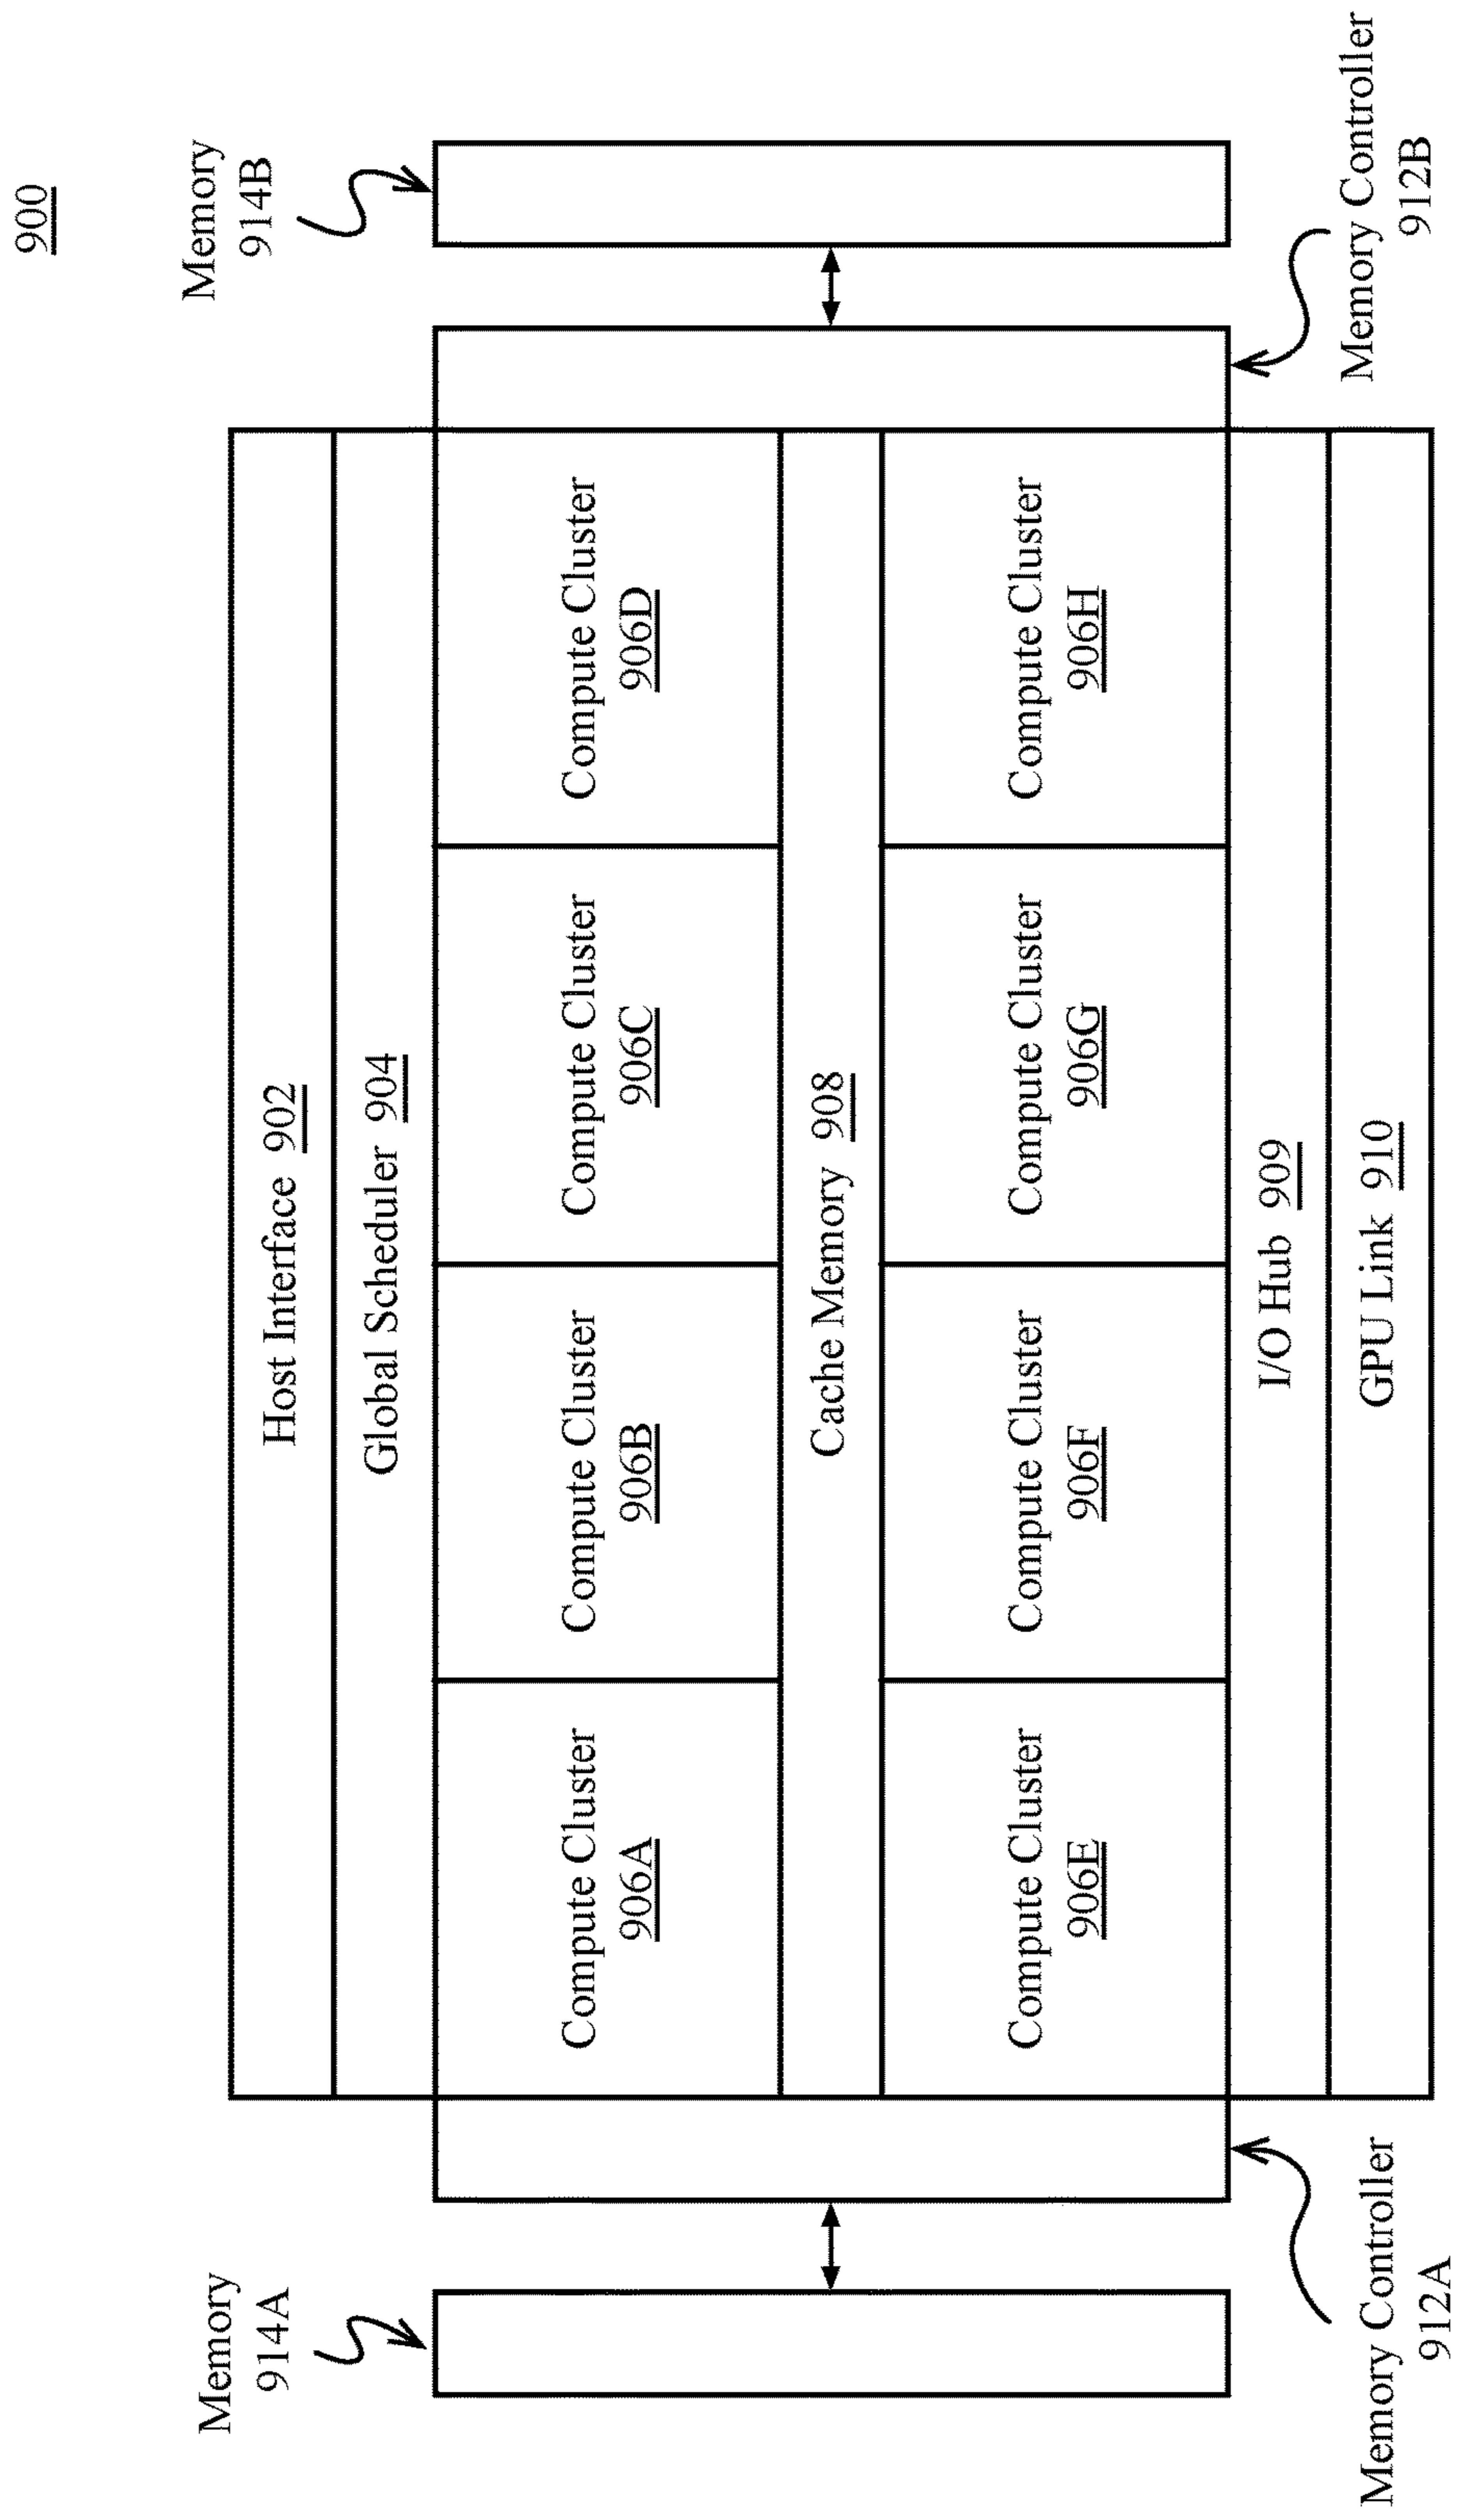 900
Memory
914A
Memory
914B
Host Interface 902
Global Scheduler 904
Compute Cluster
906A
Compute Cluster
906B
Compute Cluster
906C
Compute Cluster
906D
Cache Memory 908
Compute Cluster
906E
Compute Cluster
906F
Compute Cluster
906G
Compute Cluster
906H
I/O Hub 909
GPU Link 910
Memory Controller
912A
Memory Controller
912B